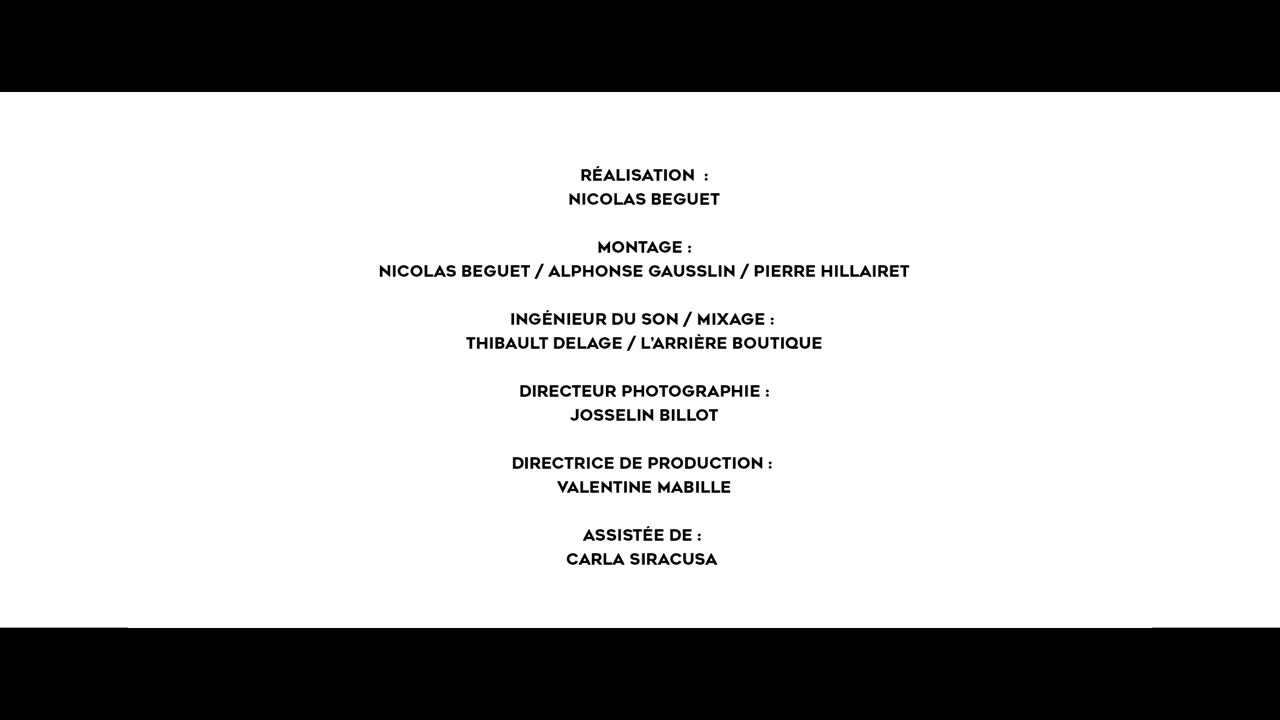 RÉALISATION  :
NICOLAS BEGUET
MONTAGE :
NICOLAS BEGUET / ALPHONSE GAUSSLIN / PIERRE HILLAIRET
INGÉNIEUR DU SON / MIXAGE :
THIBAULT DELAGE / L’ARRIÈRE BOUTIQUE
DIRECTEUR PHOTOGRAPHIE :
JOSSELIN BILLOT
DIRECTRICE DE PRODUCTION :
VALENTINE MABILLE
ASSISTÉE DE :
CARLA SIRACUSA